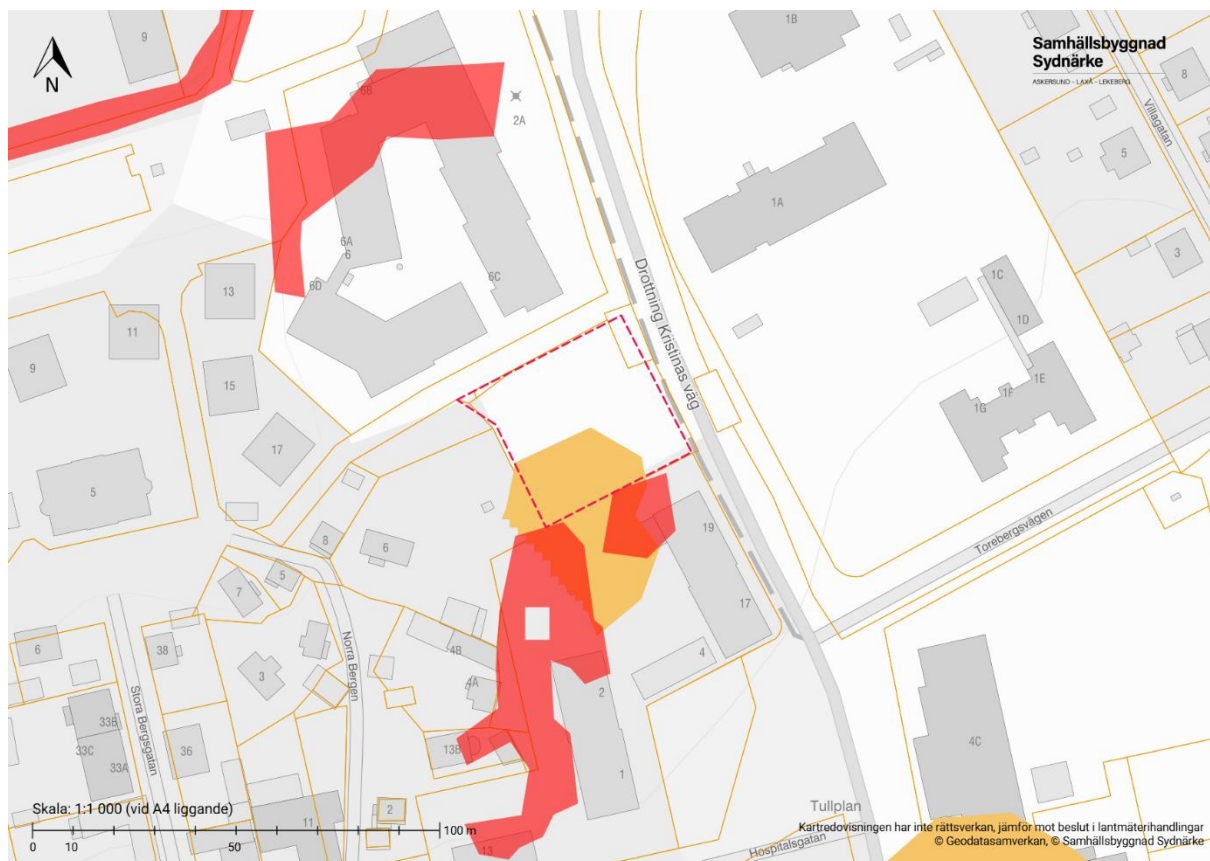 N
9
1B
Samhällsbyggnad
Sydnärke
ASKERSUND – LAXÅ – LEKEBERG
8
Villagatan
6B
2A
5
1A
6A
6
6C
6D
3
13
Drottning Kristinas väg
1C
1D
11
9
15
1E
1F
1G
17
5
19
Torebergsvägen
8
6
5
7
17
6
38
Norra Bergen
4B
4
3
4A
2
Stora Bergsgatan
33B
33C
36
13B
4C
33A
1
2
Skala: 1:1 000 (vid A4 liggande)
11
Tullplan
0
10
50
100 m
13
Hospitalsgatan
Kartredovisningen har inte rättsverkan, jämför mot beslut i lantmäterihandlingar
© Geodatasamverkan, © Samhällsbyggnad Sydnärke